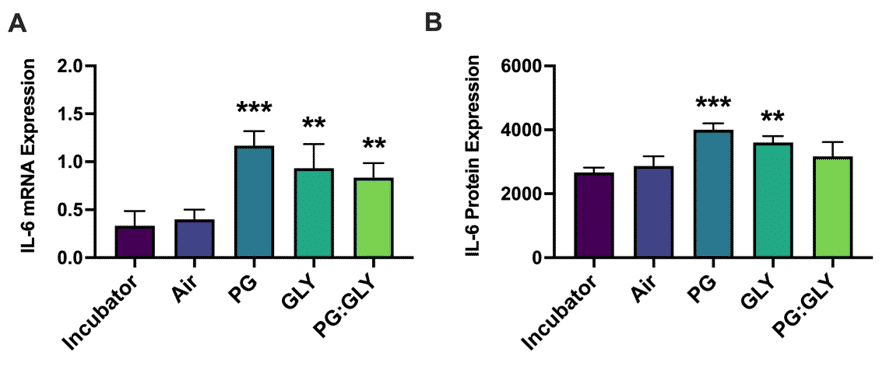 A
IL-6 mRNA Expression
2.0
1.5
1.0
0.5
0.0
***
**
**
Incubator
Air
PG
GLY
PG:GLY
B
IL-6 Protein Expression
6000
4000
2000
0
***
**
Incubator
Air
PG
GLY
PG:GLY